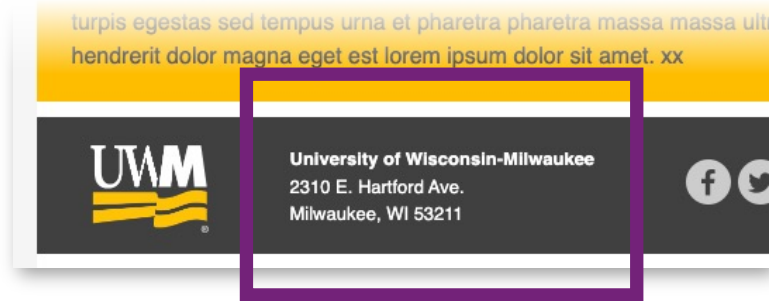 turpis egestas sed tempus urna et pharetra pharetra massa massa
hendrerit dolor magna eget est lorem ipsum dolor sit amet. xx
UWM
®
University of Wisconsin-Milwaukee
2310 E. Hartford Ave.
Milwaukee, WI 53211
f